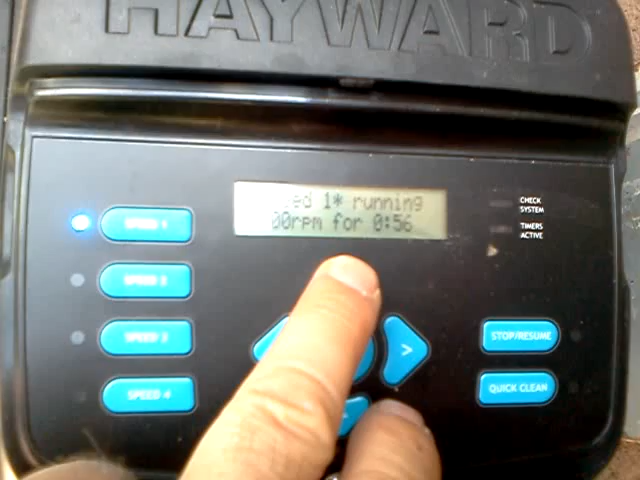 HAYWARD
ed 1* running
00rpm for 0:56
CHECK
SYSTEM
TIMERS
ACTIVE
SPEED 1
SPEED 2
SPEED 3
SPEED 4
>
STOP/RESUME
QUICK CLEAN